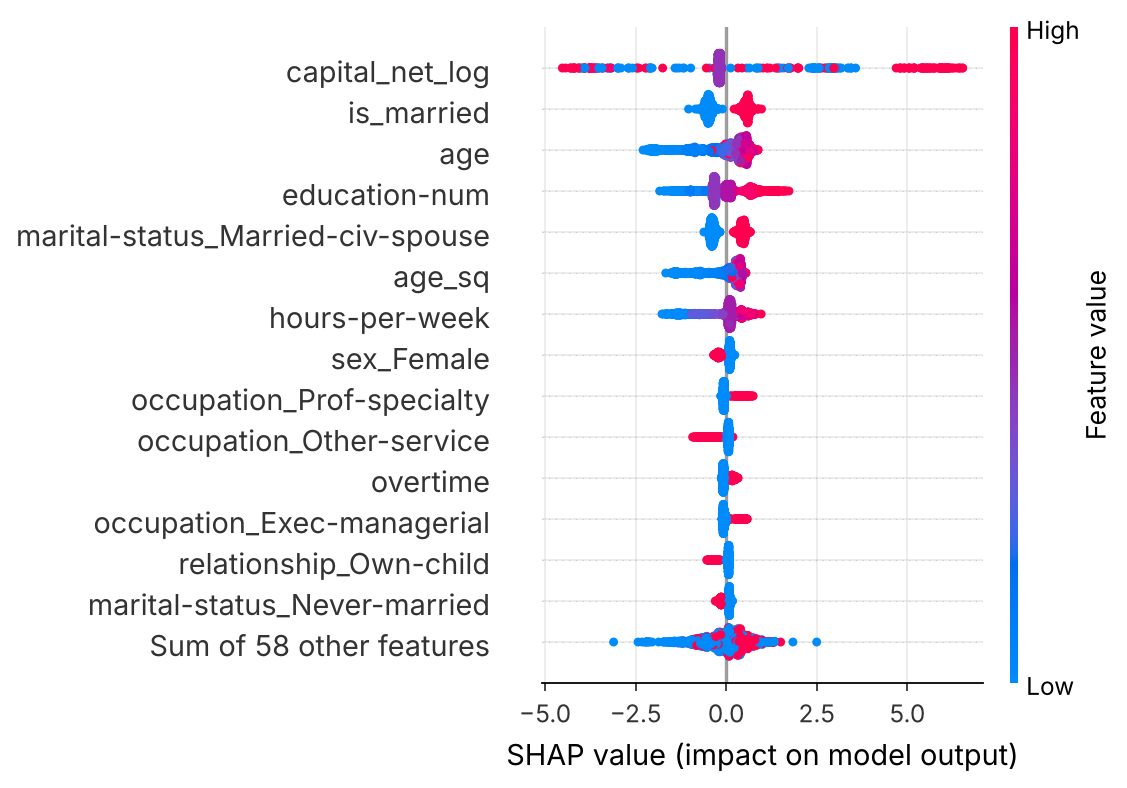 High
capital_net_log
is_married
age
education-num
marital-status_Married-civ-spouse
age_sq
hours-per-week
sex_Female
occupation_Prof-specialty
occupation_Other-service
overtime
occupation_Exec-managerial
relationship_Own-child
marital-status_Never-married
Sum of 58 other features
Feature value
Low
−5.0 −2.5 0.0 2.5 5.0
SHAP value (impact on model output)